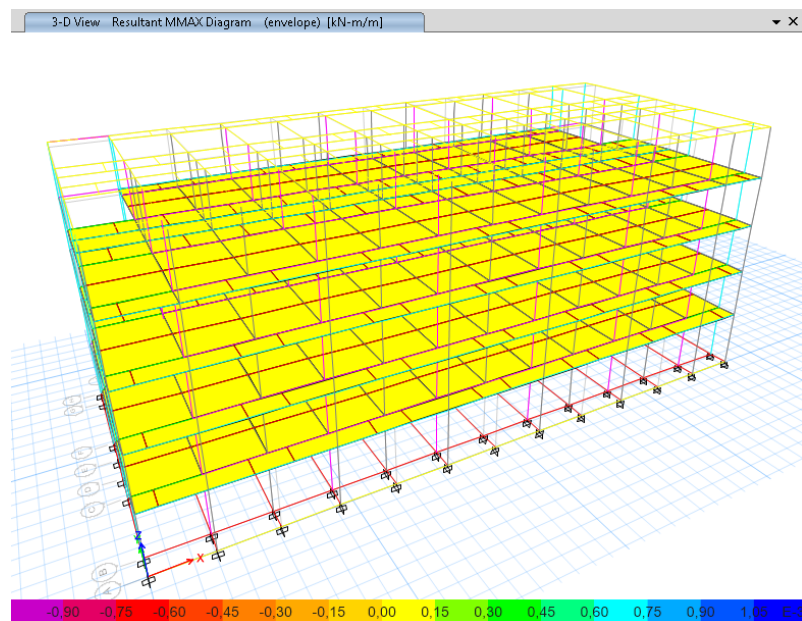 3-D View Resultant MMAX Diagram (envelope) [kN-m/m]
Z
X
B
A
-0,90 -0,75 -0,60 -0,45 -0,30 -0,15 0,00 0,15 0,30 0,45 0,60 0,75 0,90 1,05